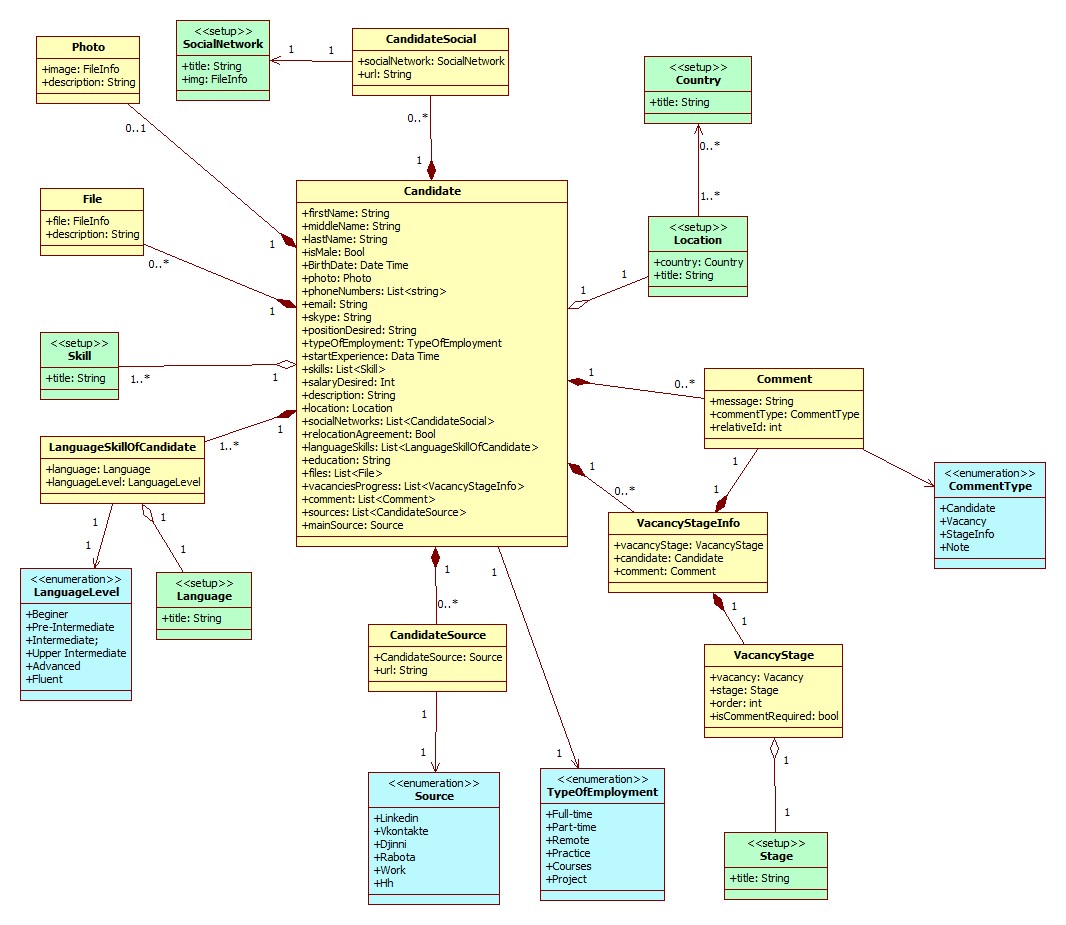 Photo
+image: FileInfo
+description: String
<<setup>>
SocialNetwork
+title: String
+img: FileInfo
1
1
CandidateSocial
+socialNetwork: SocialNetwork
+url: String
<<setup>>
Country
+title: String
0..1
0..*
1
0..*
1..*
File
+file: FileInfo
+description: String
0..*
1
1
Candidate
+firstName: String
+middleName: String
+lastName: String
+isMale: Bool
+BirthDate: Date Time
+photo: Photo
+phoneNumbers: List<string>
+email: String
+skype: String
+positionDesired: String
+typeOfEmployment: TypeOfEmployment
+startExperience: Data Time
+skills: List<Skill>
+salaryDesired: Int
+description: String
+location: Location
+socialNetworks: List<CandidateSocial>
+relocationAgreement: Bool
+languageSkills: List<LanguageSkillOfCandidate>
+education: String
+files: List<File>
+vacanciesProgress: List<VacancyStageInfo>
+comment: List<Comment>
+sources: List<CandidateSource>
+mainSource: Source
<<setup>>
Location
+country: Country
+title: String
1
1
<<setup>>
Skill
+title: String
1..*
1
1
0..*
Comment
+message: String
+commentType: CommentType
+relativeId: int
LanguageSkillOfCandidate
+language: Language
+languageLevel: LanguageLevel
1..*
1
1
0..*
1
1
<<enumeration>>
CommentType
+Candidate
+Vacancy
+StageInfo
+Note
VacancyStageInfo
+vacancyStage: VacancyStage
+candidate: Candidate
+comment: Comment
1
1
1
1
<<enumeration>>
LanguageLevel
+Beginer
+Pre-Intermediate
+Intermediate;
+Upper Intermediate
+Advanced
+Fluent
<<setup>>
Language
+title: String
1
0..*
1
1
1
1
CandidateSource
+CandidateSource: Source
+url: String
VacancyStage
+vacancy: Vacancy
+stage: Stage
+order: int
+isCommentRequired: bool
1
1
1
1
<<enumeration>>
Source
+Linkedin
+Vkontakte
+Djinni
+Rabota
+Work
+Hh
<<enumeration>>
TypeOfEmployment
+Full-time
+Part-time
+Remote
+Practice
+Courses
+Project
<<setup>>
Stage
+title: String